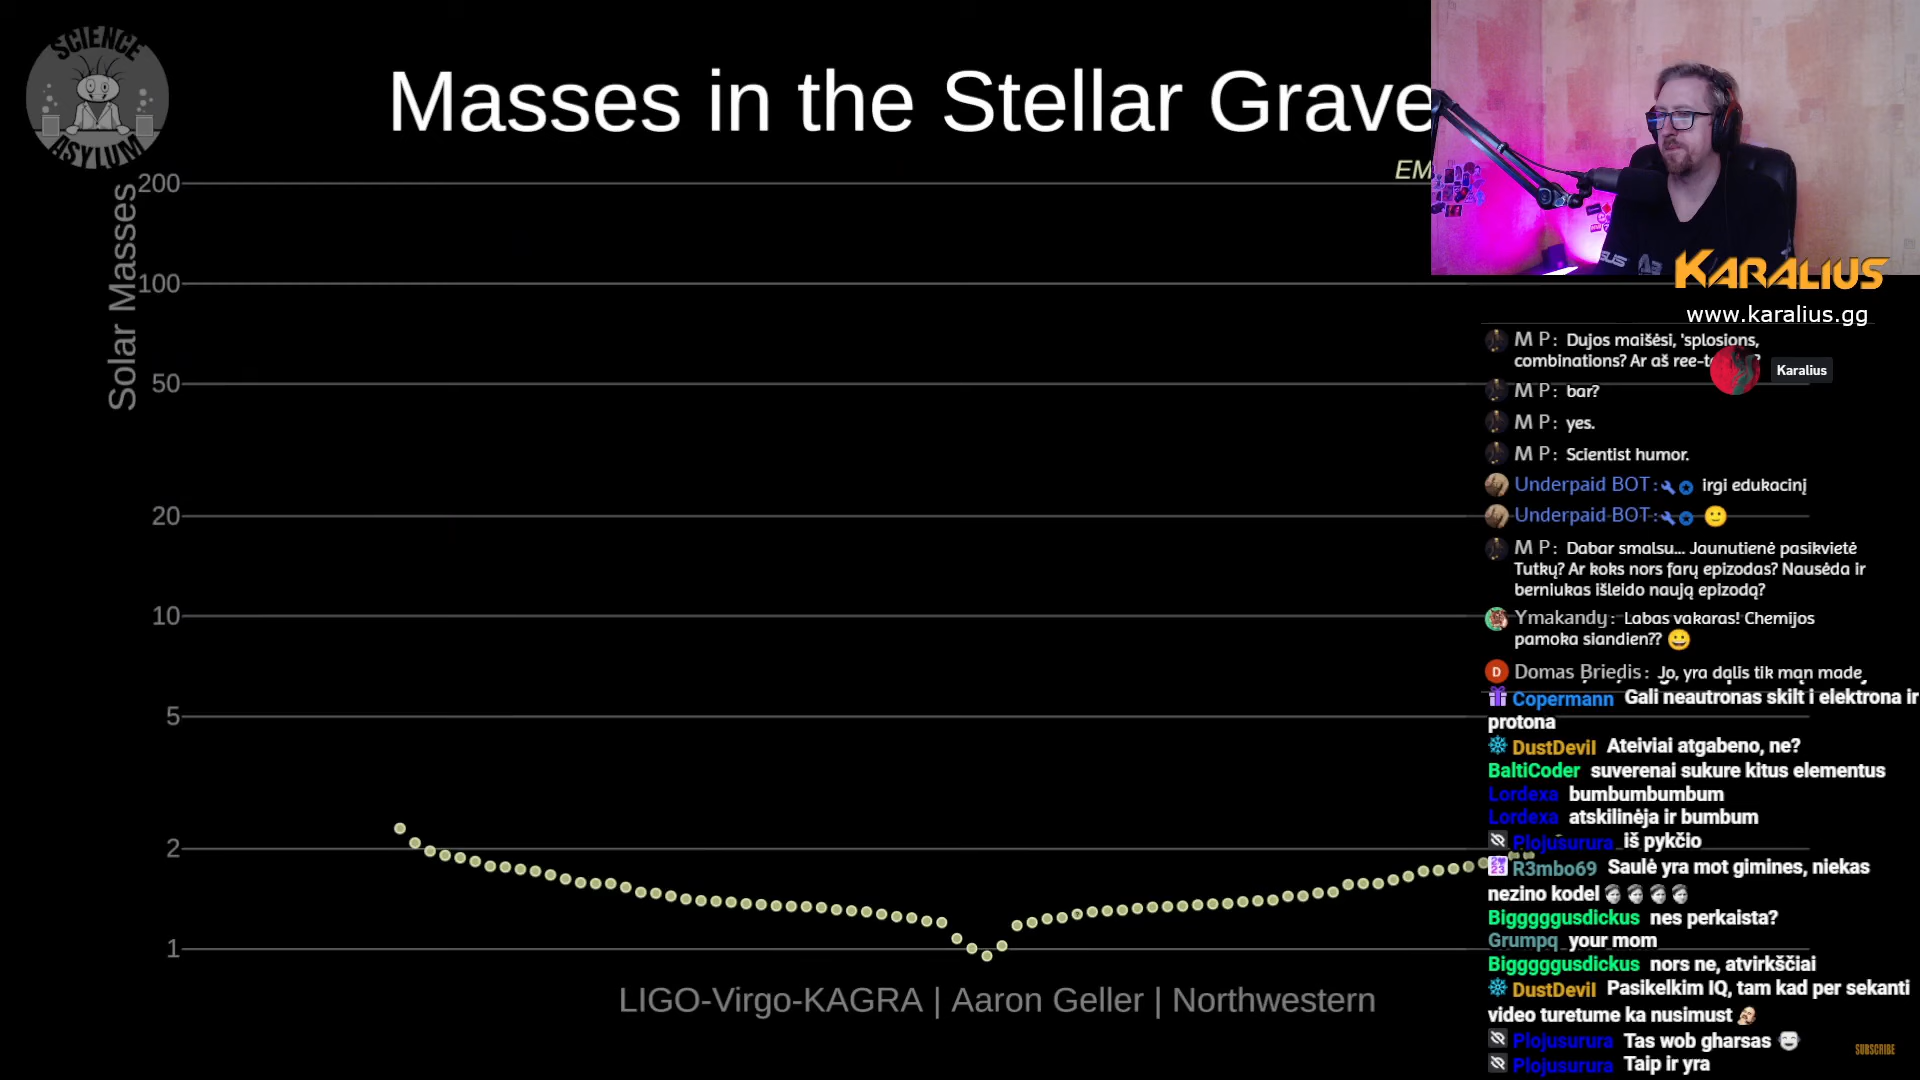 SCIENCE
ASYLUM
Masses in the Stellar Grave
EM
Solar Masses
200
100
50
20
10
5
2
1
LIGO-Virgo-KAGRA | Aaron Geller | Northwestern
KARALIUS
www.karalius.gg
M P: Dujos maišėsi, 'splosions,
combinations? Ar aš
Karalius
M P: bar?
M P: yes.
M P: Scientist humor.
Underpaid BOT: irgi edukacinį
Underpaid BOT: 🙂
M P: Dabar smalsu... Jaunutienė pasikvietė
Tutkų? Ar koks nors farų epizodas? Nausėda ir
berniukas išleido naują epizodą?
Ymakandy: Labas vakaras! Chemijos
pamoka siandien?? 😀
D Domas Briedis: Jo, yra dalis tik man made
Copermann Gali neautronas skilt i elektrona ir
protona
DustDevil Ateiviai atgabeno, ne?
BaltiCoder suverenai sukure kitus elementus
Lordexa bumbumbumbum
Lordexa atskilinėja ir bumbum
Plojusurura iš pykčio
R3mbo69 Saulė yra mot gimines, niekas
nezino kodel
Bigggggusdickus nes perkaista?
Grumpq your mom
Bigggggusdickus nors ne, atvirkščiai
DustDevil Pasikelkim IQ, tam kad per sekanti
video turetume ka nusimust
Plojusurura Tas wob gharsas
Plojusurura Taip ir yra
SUBSCRIBE